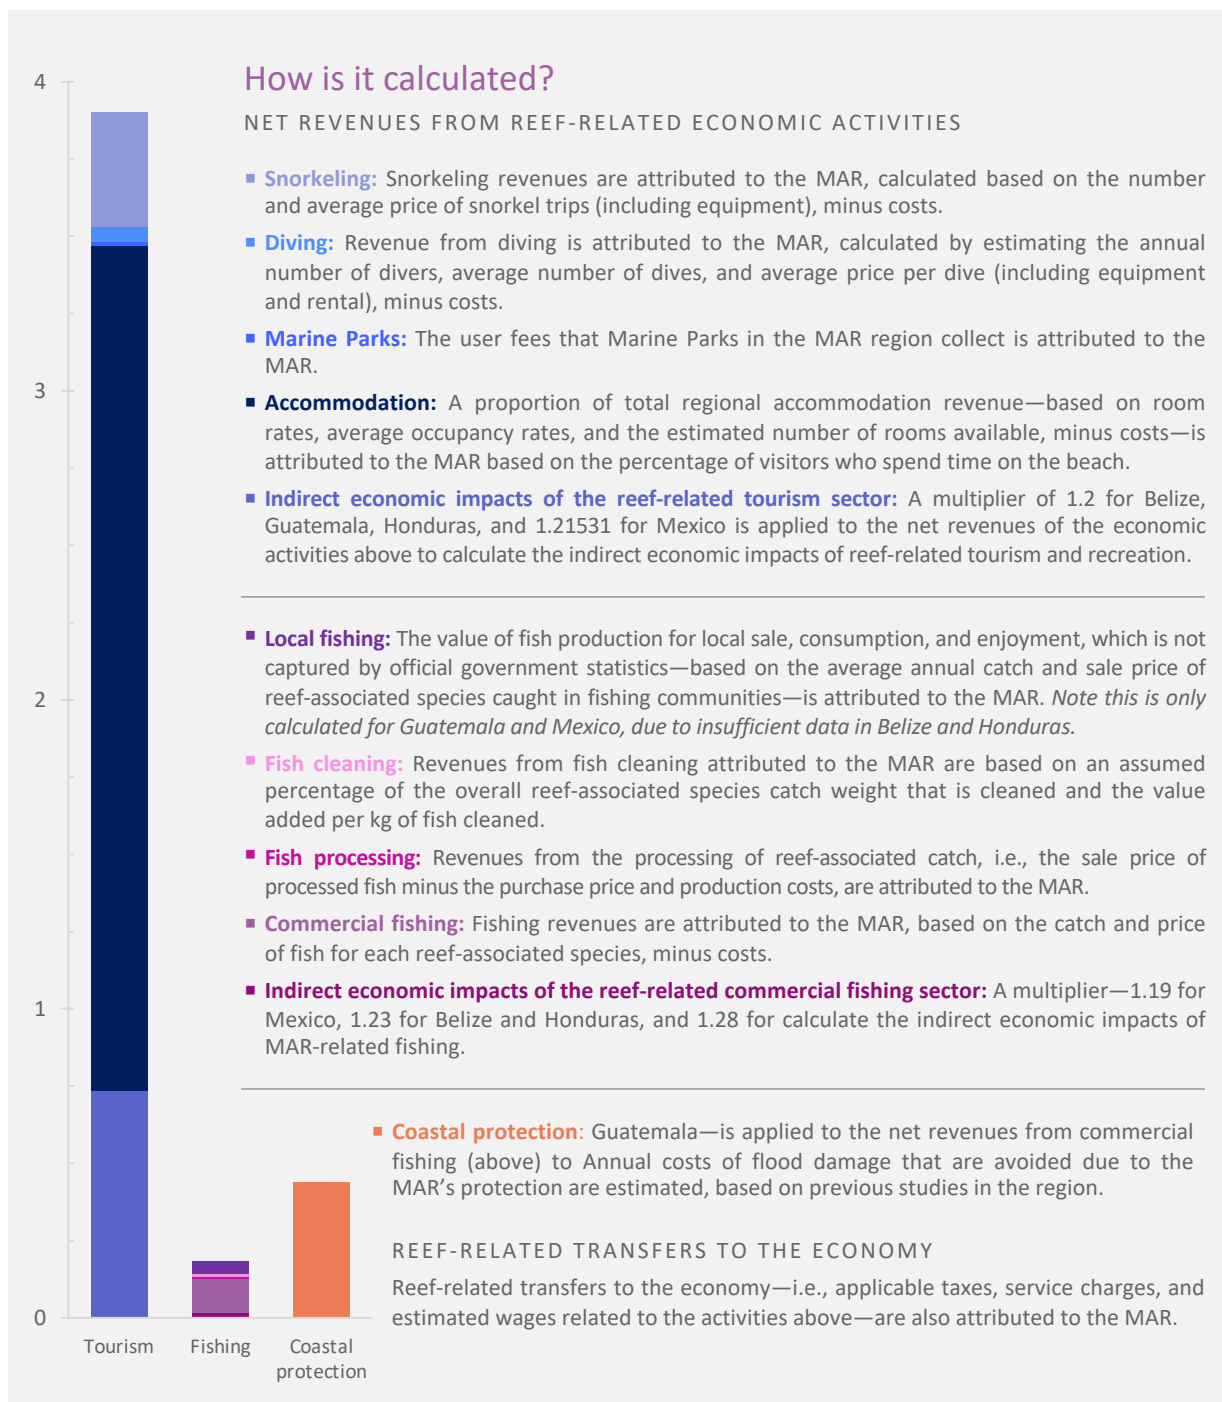 How is it calculated?
NET REVENUES FROM REEF-RELATED ECONOMIC ACTIVITIES
Snorkeling: Snorkeling revenues are attributed to the MAR, calculated based on the number
and average price of snorkel trips (including equipment), minus costs.
Diving: Revenue from diving is attributed to the MAR, calculated by estimating the annual
number of divers, average number of dives, and average price per dive (including equipment
and rental), minus costs.
Marine Parks: The user fees that Marine Parks in the MAR region collect is attributed to the
MAR.
Accommodation: A proportion of total regional accommodation revenue—based on room
rates, average occupancy rates, and the estimated number of rooms available, minus costs—is
attributed to the MAR based on the percentage of visitors who spend time on the beach.
Indirect economic impacts of the reef-related tourism sector: A multiplier of 1.2 for Belize,
Guatemala, Honduras, and 1.21531 for Mexico is applied to the net revenues of the economic
activities above to calculate the indirect economic impacts of reef-related tourism and recreation.
Local fishing: The value of fish production for local sale, consumption, and enjoyment, which is not
captured by official government statistics—based on the average annual catch and sale price of
reef-associated species caught in fishing communities—is attributed to the MAR. Note this is only
calculated for Guatemala and Mexico, due to insufficient data in Belize and Honduras.
Fish cleaning: Revenues from fish cleaning attributed to the MAR are based on an assumed
percentage of the overall reef-associated species catch weight that is cleaned and the value
added per kg of fish cleaned.
Fish processing: Revenues from the processing of reef-associated catch, i.e., the sale price of
processed fish minus the purchase price and production costs, are attributed to the MAR.
Commercial fishing: Fishing revenues are attributed to the MAR, based on the catch and price
of fish for each reef-associated species, minus costs.
Indirect economic impacts of the reef-related commercial fishing sector: A multiplier—1.19 for
Mexico, 1.23 for Belize and Honduras, and 1.28 for calculate the indirect economic impacts of
MAR-related fishing.
Coastal protection: Guatemala—is applied to the net revenues from commercial
fishing (above) to Annual costs of flood damage that are avoided due to the
MAR's protection are estimated, based on previous studies in the region.
REEF-RELATED TRANSFERS TO THE ECONOMY
Reef-related transfers to the economy—i.e., applicable taxes, service charges, and
estimated wages related to the activities above—are also attributed to the MAR.
4
3
2
1
0
Tourism
Fishing
Coastal
protection